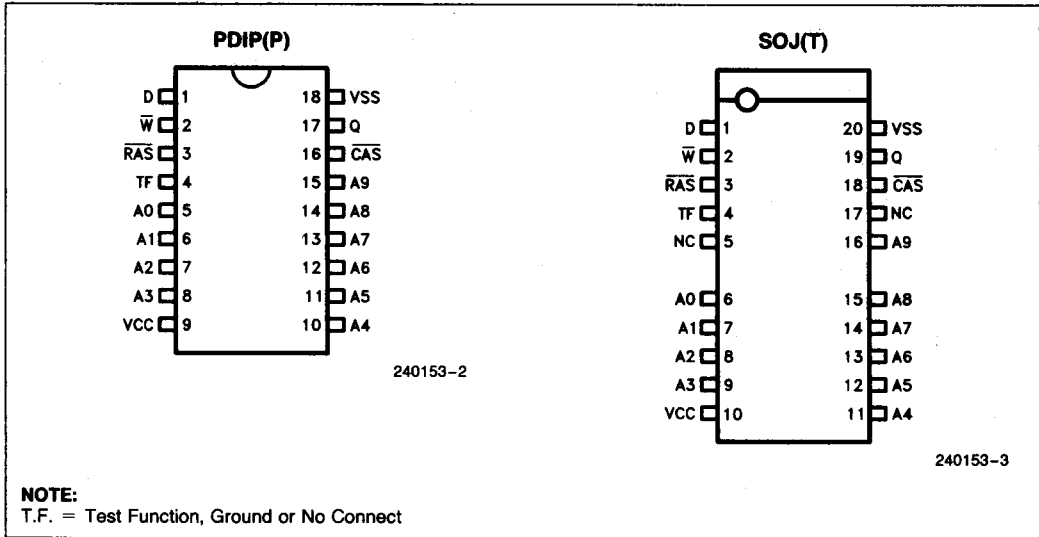 PDIP(P)
D 1 18 VSS
W̅ 2 17 Q
R̅A̅S̅ 3 16 C̅A̅S̅
TF 4 15 A9
A0 5 14 A8
A1 6 13 A7
A2 7 12 A6
A3 8 11 A5
VCC 9 10 A4
240153-2
SOJ(T)
D 1 20 VSS
W̅ 2 19 Q
R̅A̅S̅ 3 18 C̅A̅S̅
TF 4 17 NC
NC 5 16 A9
A0 6 15 A8
A1 7 14 A7
A2 8 13 A6
A3 9 12 A5
VCC 10 11 A4
240153-3
NOTE:
T.F. = Test Function, Ground or No Connect